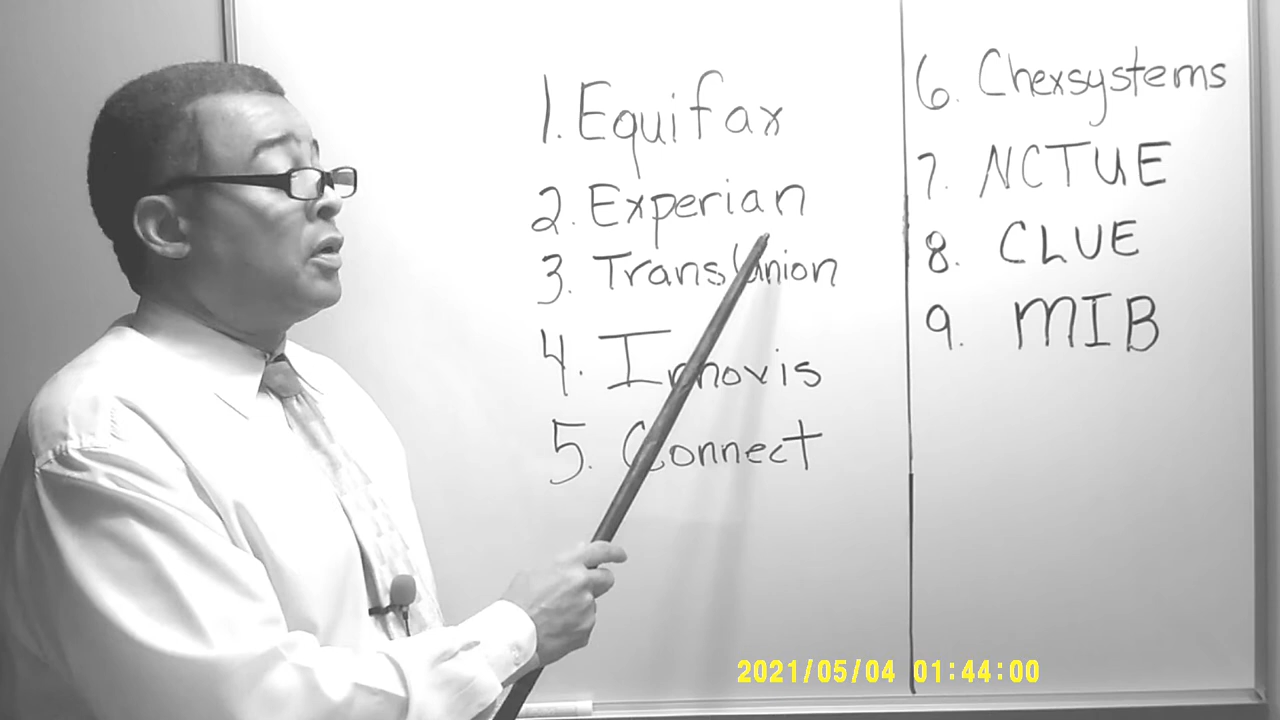 1. Equifax
2. Experian
3. TransUnion
4. Innovis
5. Connect
6. Chexsystems
7. NCTUE
8. CLUE
9. MIB
2021/05/04 01:44:00